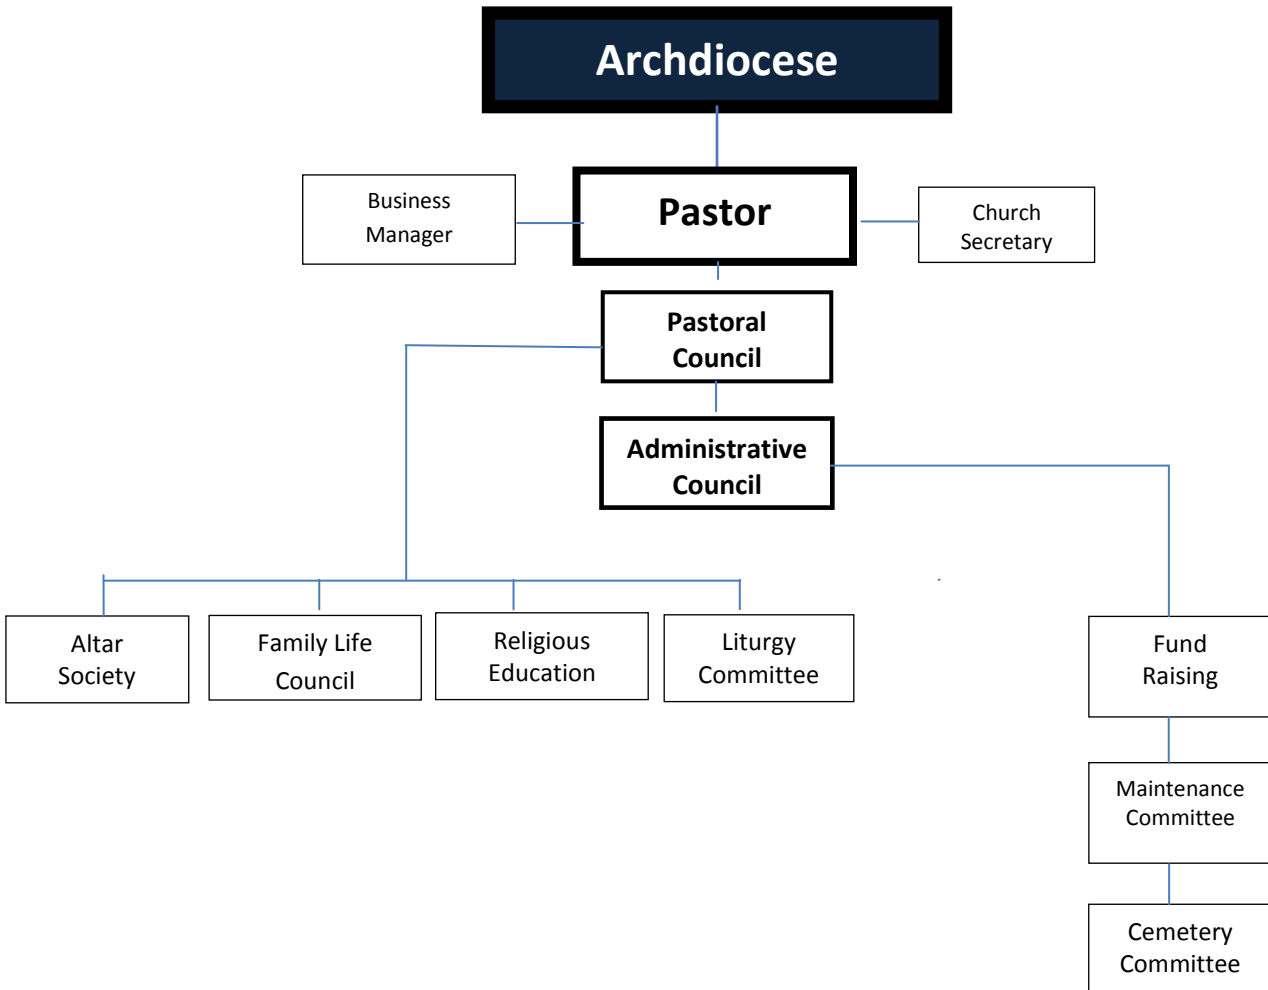 Archdiocese
Business
Manager
Pastor
Church
Secretary
Pastoral
Council
Administrative
Council
Altar
Society
Family Life
Council
Religious
Education
Liturgy
Committee
Fund
Raising
Maintenance
Committee
Cemetery
Committee